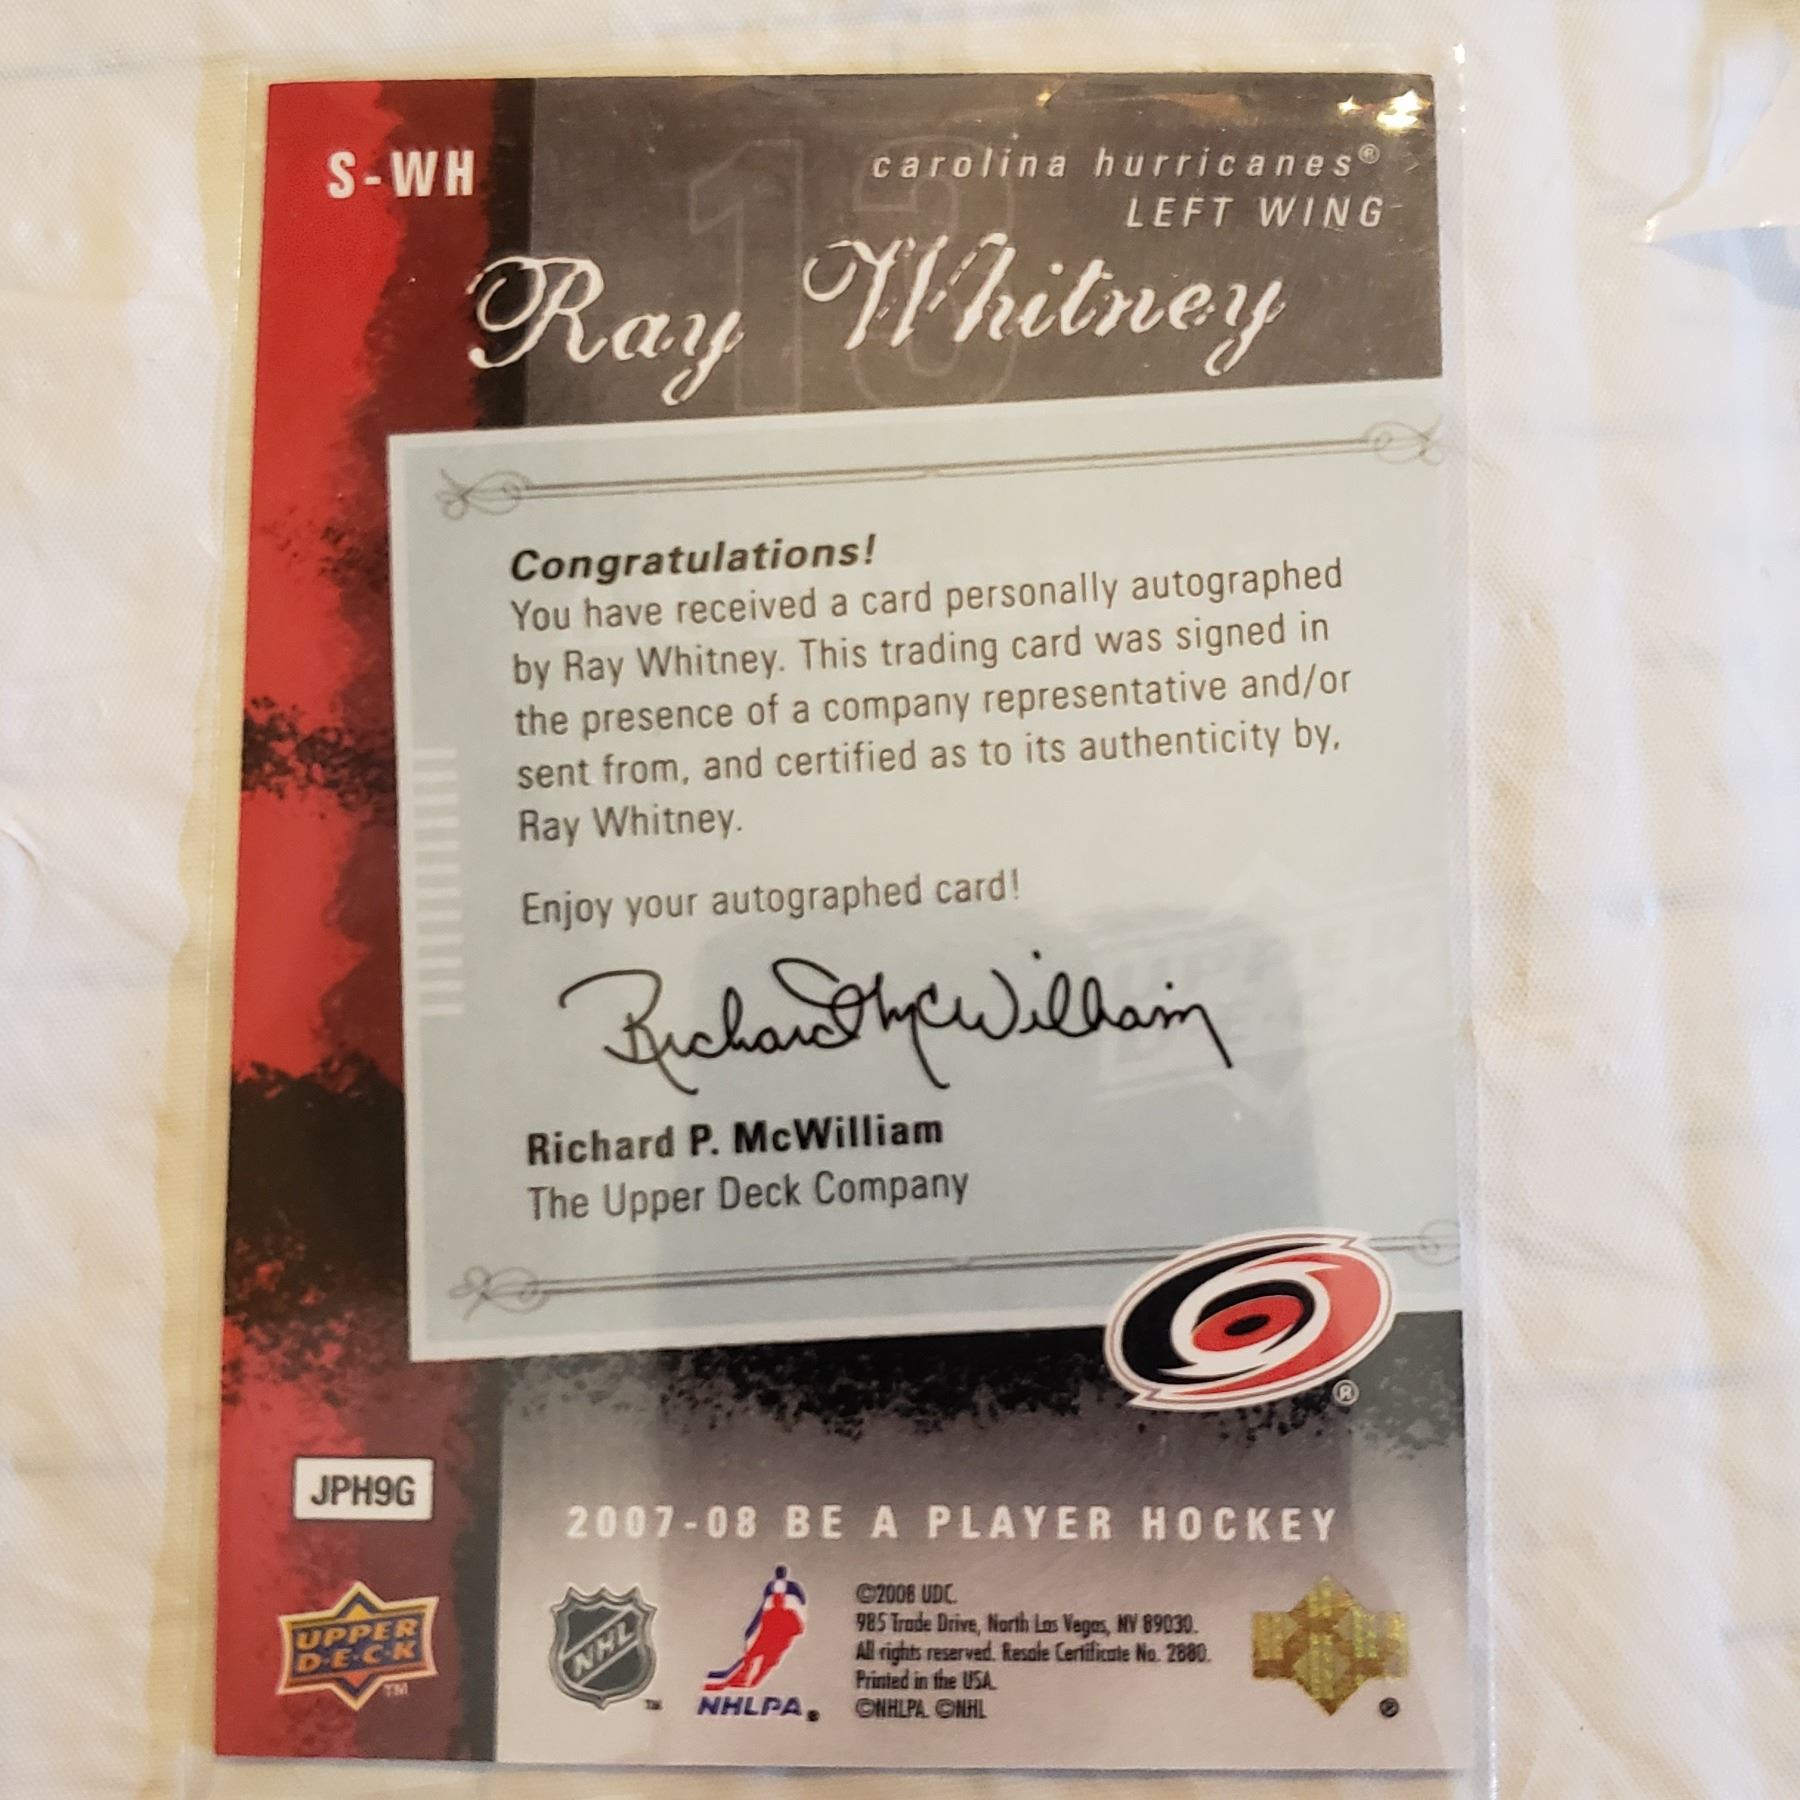 S-WH
carolina hurricanes®
LEFT WING
13
Ray Whitney
Congratulations!
You have received a card personally autographed
by Ray Whitney. This trading card was signed in
the presence of a company representative and/or
sent from, and certified as to its authenticity by,
Ray Whitney.
Enjoy your autographed card!
Richard McWilliam
UPPER DECK
Richard P. McWilliam
The Upper Deck Company
®
JPH9G
2007-08 BE A PLAYER HOCKEY
UPPER
D·E·C·K
TM
NHL
TM
NHLPA®
©2008 UDC.
985 Trade Drive, North Las Vegas, NV 89030.
All rights reserved. Resale Certificate No. 2880.
Printed in the USA.
©NHLPA. ©NHL
®